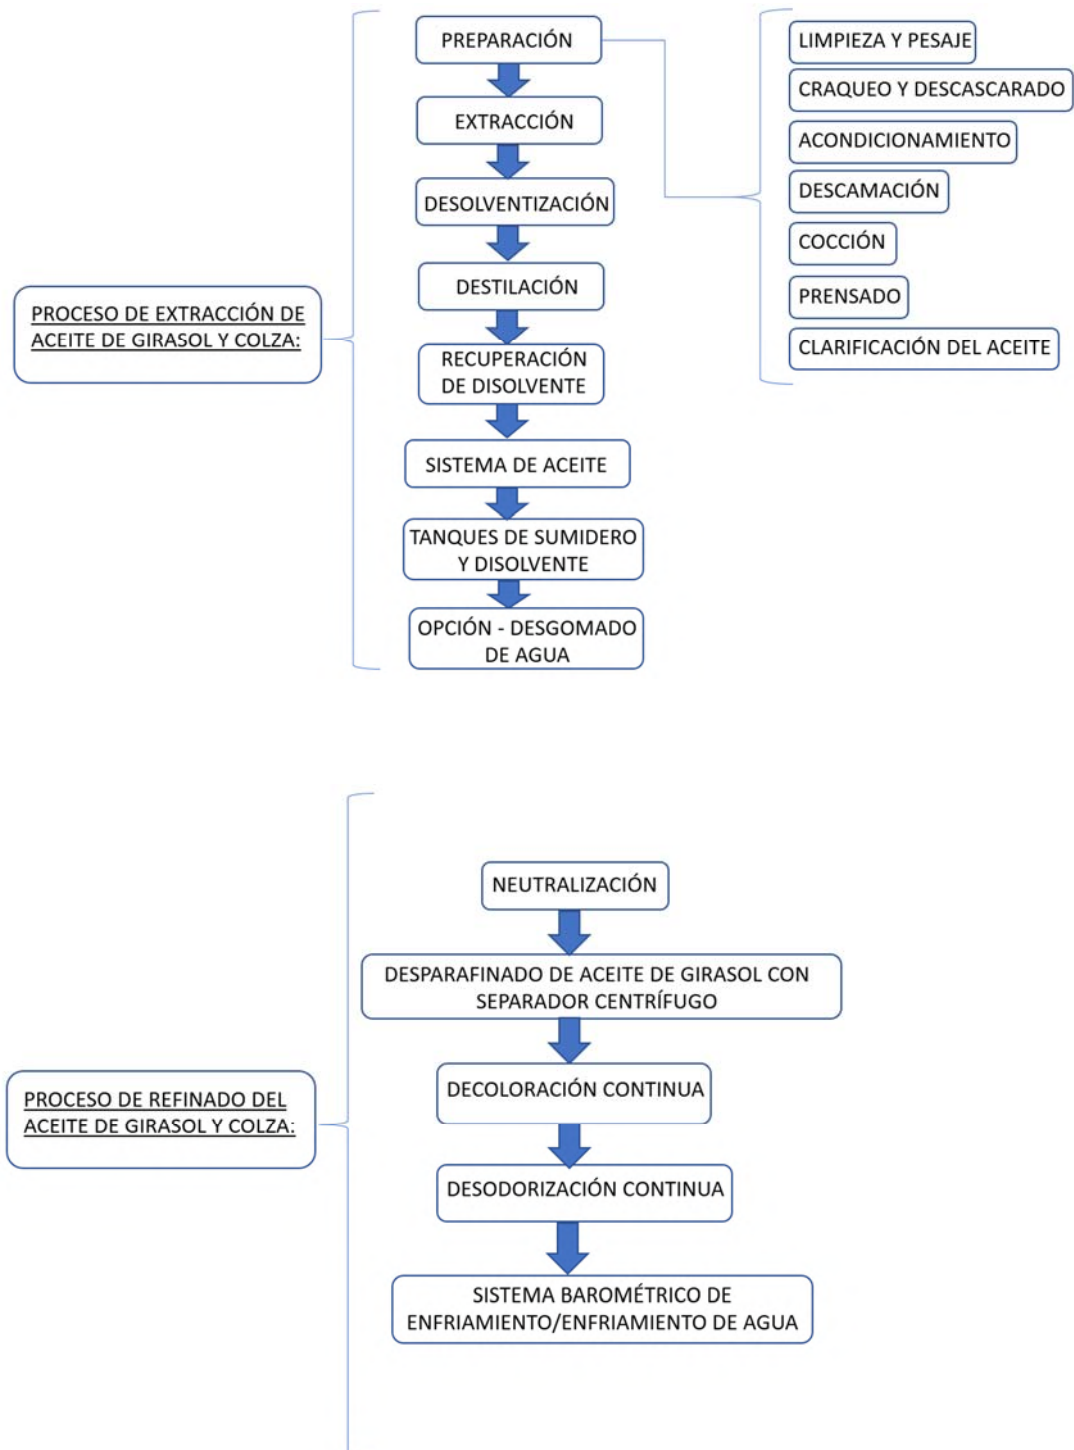 PREPARACIÓN
LIMPIEZA Y PESAJE
CRAQUEO Y DESCASCARADO
EXTRACCIÓN
ACONDICIONAMIENTO
DESOLVENTIZACIÓN
DESCAMACIÓN
COCCIÓN
DESTILACIÓN
PRENSADO
PROCESO DE EXTRACCIÓN DE
ACEITE DE GIRASOL Y COLZA:
CLARIFICACIÓN DEL ACEITE
RECUPERACIÓN
DE DISOLVENTE
SISTEMA DE ACEITE
TANQUES DE SUMIDERO
Y DISOLVENTE
OPCIÓN - DESGOMADO
DE AGUA
NEUTRALIZACIÓN
DESPARAFINADO DE ACEITE DE GIRASOL CON
SEPARADOR CENTRÍFUGO
DECOLORACIÓN CONTINUA
PROCESO DE REFINADO DEL
ACEITE DE GIRASOL Y COLZA:
DESODORIZACIÓN CONTINUA
SISTEMA BAROMÉTRICO DE
ENFRIAMIENTO/ENFRIAMIENTO DE AGUA